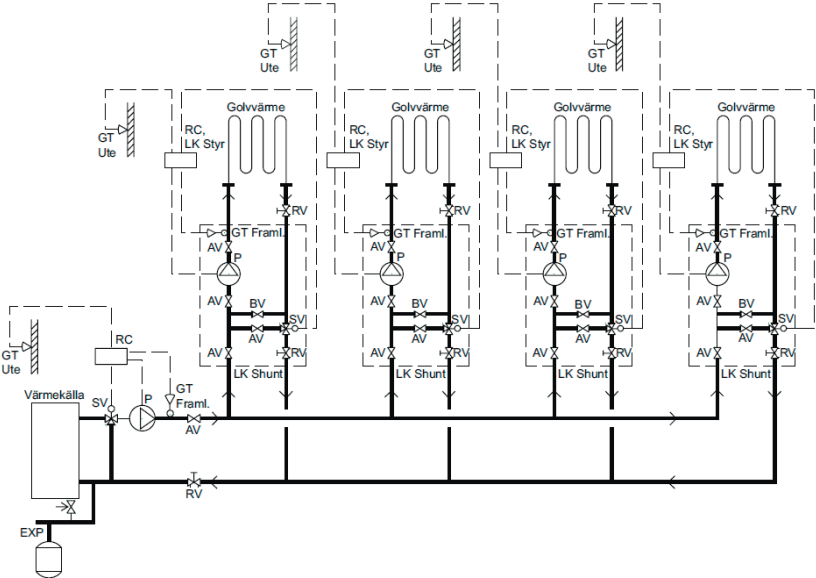 GT
Ute
GT
Ute
GT
Ute
GT
Ute
Golvvärme
Golvvärme
Golvvärme
Golvvärme
RC,
LK Styr
RC,
LK Styr
RC,
LK Styr
RC,
LK Styr
RV
RV
RV
RV
GT Framl.
GT Framl.
GT Framl.
GT Framl.
AV
AV
AV
AV
P
P
P
P
AV
BV
SV
AV
BV
SV
AV
BV
SV
AV
BV
SV
AV
AV
AV
AV
AV
RV
AV
RV
AV
RV
AV
RV
LK Shunt
LK Shunt
LK Shunt
LK Shunt
GT
Ute
RC
Värmekälla
SV
P
GT
Framl.
AV
RV
EXP